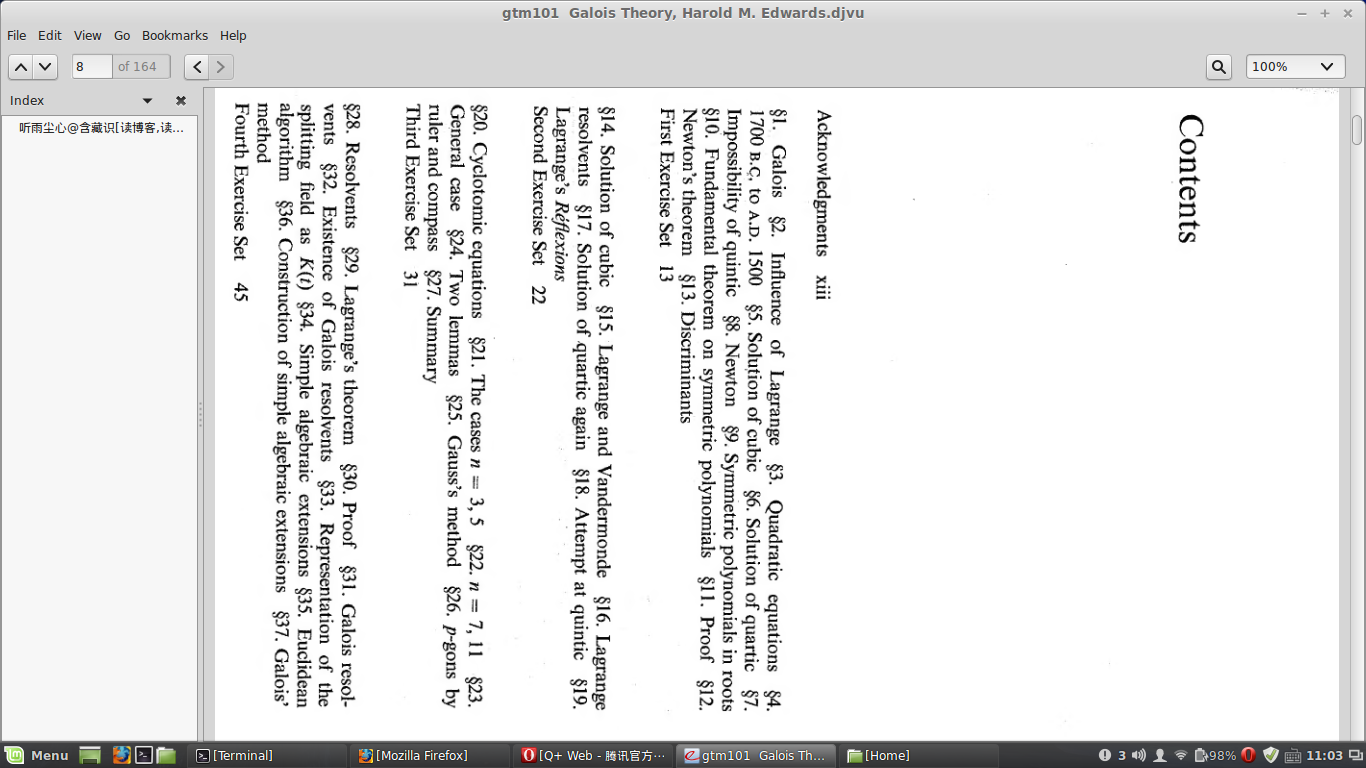 gtm101 Galois Theory, Harold M. Edwards.djvu
File Edit View Go Bookmarks Help
8 of 164 100%
Index
听雨尘心@含藏识[读博客,读...
Contents
Acknowledgments xiii
§1. Galois §2. Influence of Lagrange §3. Quadratic equations §4.
1700 B.C. to A.D. 1500 §5. Solution of cubic §6. Solution of quartic §7.
Impossibility of quintic §8. Newton §9. Symmetric polynomials in roots
§10. Fundamental theorem on symmetric polynomials §11. Proof §12.
Newton's theorem §13. Discriminants
First Exercise Set 13
§14. Solution of cubic §15. Lagrange and Vandermonde §16. Lagrange
resolvents §17. Solution of quartic again §18. Attempt at quintic §19.
Lagrange's Réflexions
Second Exercise Set 22
§20. Cyclotomic equations §21. The cases n = 3, 5 §22. n = 7, 11 §23.
General case §24. Two lemmas §25. Gauss's method §26. p-gons by
ruler and compass §27. Summary
Third Exercise Set 31
§28. Resolvents §29. Lagrange's theorem §30. Proof §31. Galois resol-
vents §32. Existence of Galois resolvents §33. Representation of the
splitting field as K(t) §34. Simple algebraic extensions §35. Euclidean
algorithm §36. Construction of simple algebraic extensions §37. Galois'
method
Fourth Exercise Set 45
Menu [Terminal] [Mozilla Firefox] [Q+ Web - 腾讯官方... gtm101 Galois Th... [Home] 3 98% 11:03